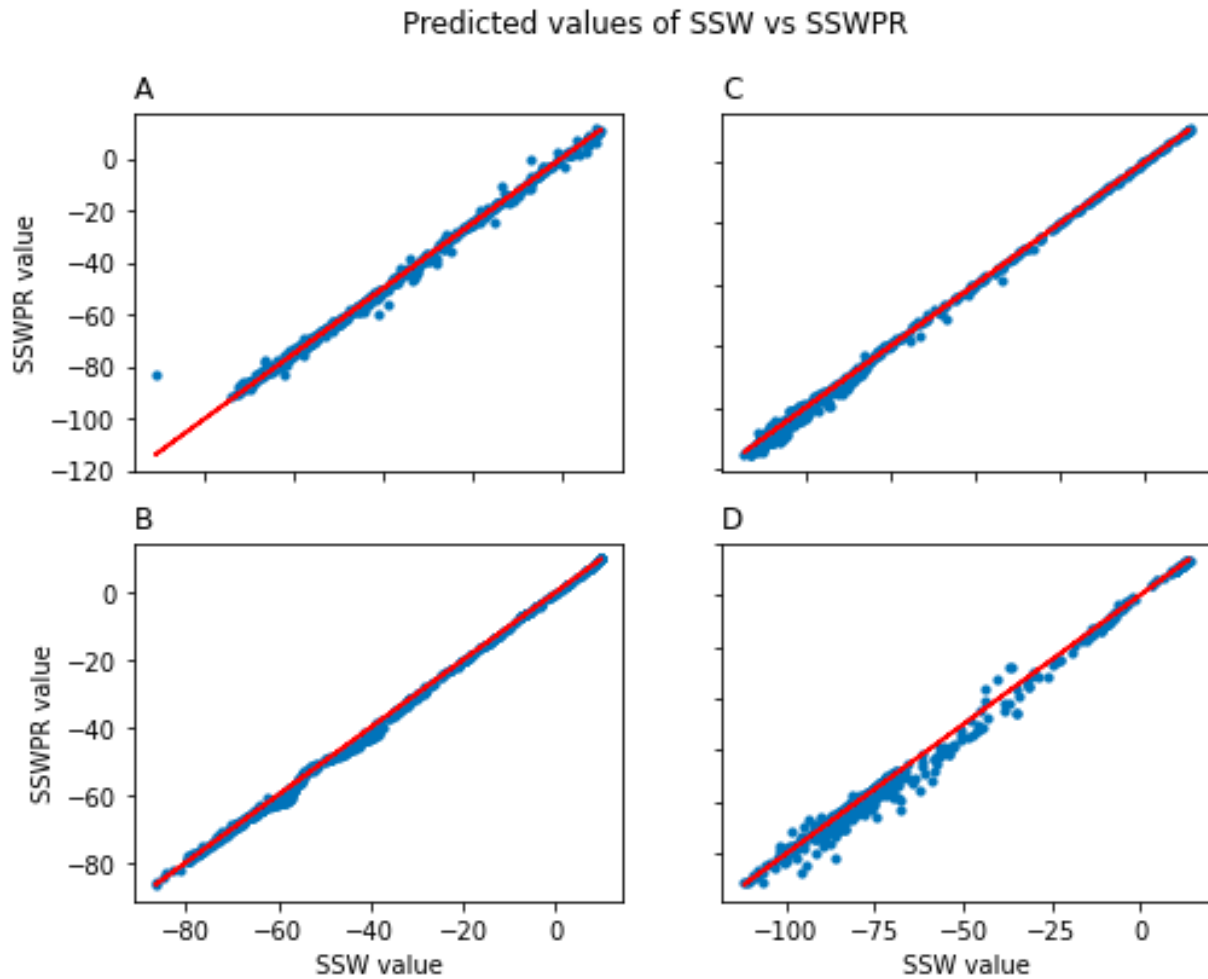 Predicted values of SSW vs SSWPR
A
0
−20
−40
−60
−80
−100
−120
SSWPR value
C
B
0
−20
−40
−60
−80
SSWPR value
−80 −60 −40 −20 0
SSW value
D
−100 −75 −50 −25 0
SSW value